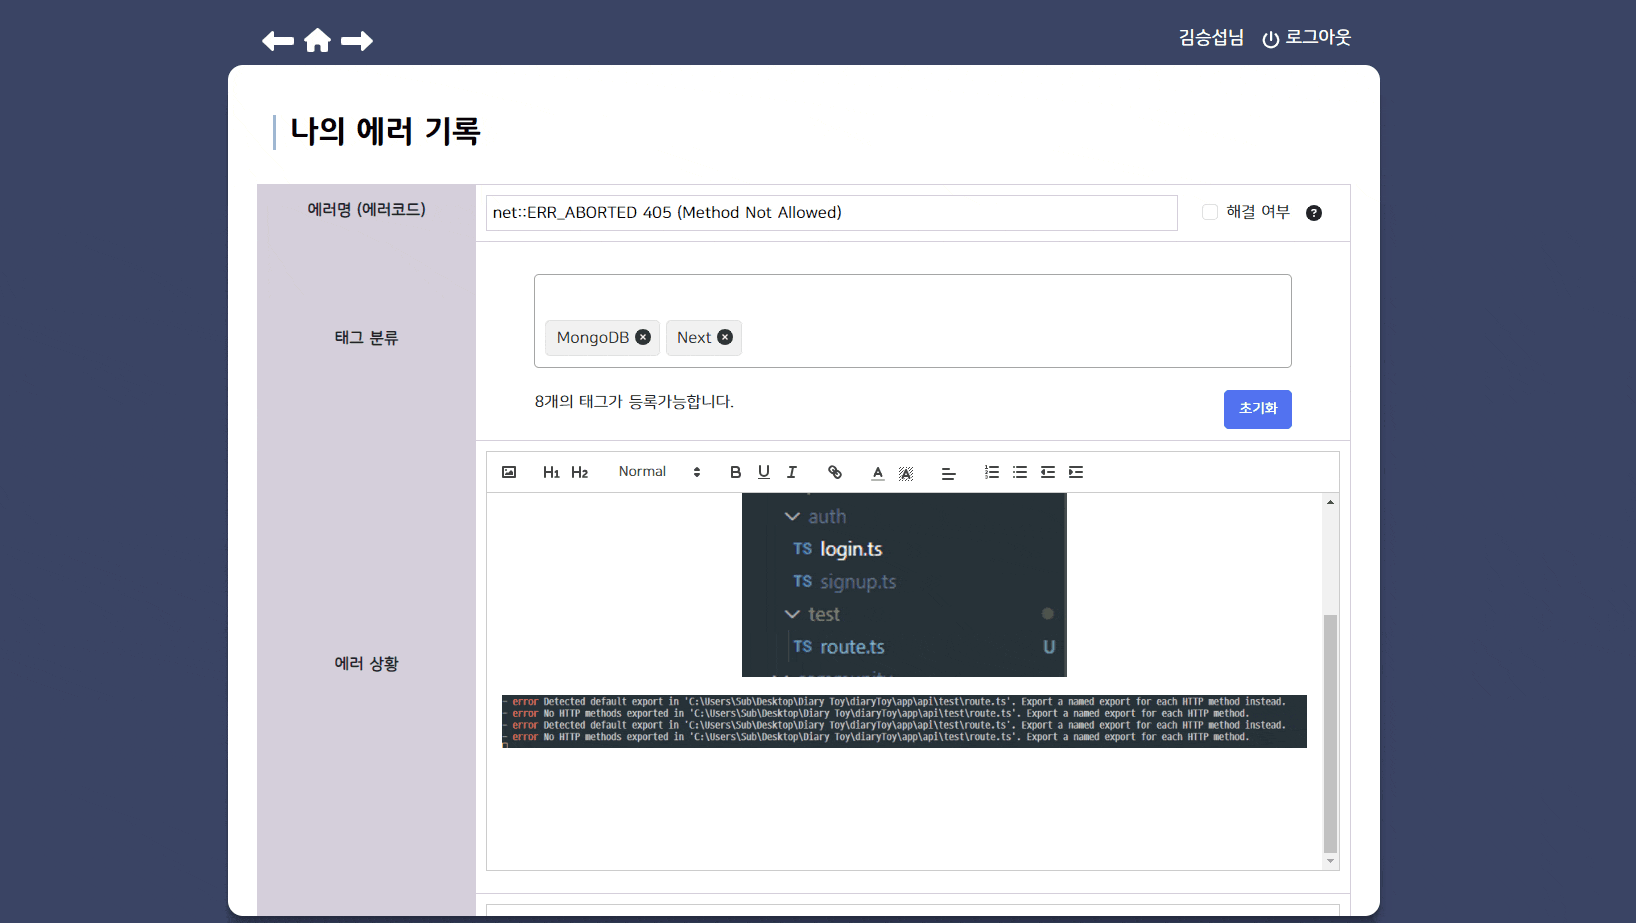 김승섭님 로그아웃
나의 에러 기록
에러명 (에러코드)
net::ERR_ABORTED 405 (Method Not Allowed)
해결 여부 ?
태그 분류
MongoDB
Next
8개의 태그가 등록가능합니다.
초기화
에러 상황
H1 H2 Normal B U I A A
auth
TS login.ts
TS signup.ts
test
TS route.ts U
- error Detected default export in 'C:\Users\Sub\Desktop\Diary Toy\diaryToy\app\api\test\route.ts'. Export a named export for each HTTP method instead.
- error No HTTP methods exported in 'C:\Users\Sub\Desktop\Diary Toy\diaryToy\app\api\test\route.ts'. Export a named export for each HTTP method.
- error Detected default export in 'C:\Users\Sub\Desktop\Diary Toy\diaryToy\app\api\test\route.ts'. Export a named export for each HTTP method instead.
- error No HTTP methods exported in 'C:\Users\Sub\Desktop\Diary Toy\diaryToy\app\api\test\route.ts'. Export a named export for each HTTP method.